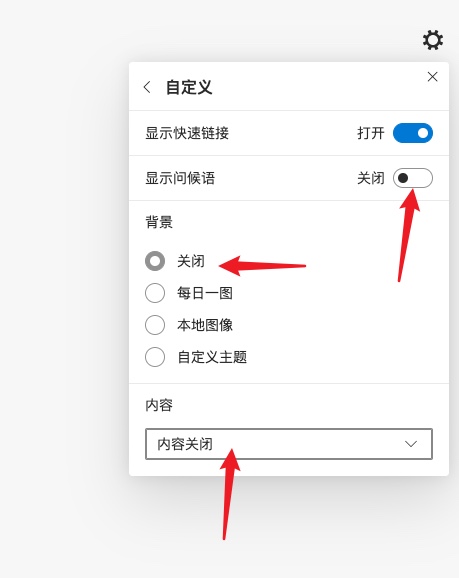 自定义
显示快速链接 打开
显示问候语 关闭
背景
关闭
每日一图
本地图像
自定义主题
内容
内容关闭